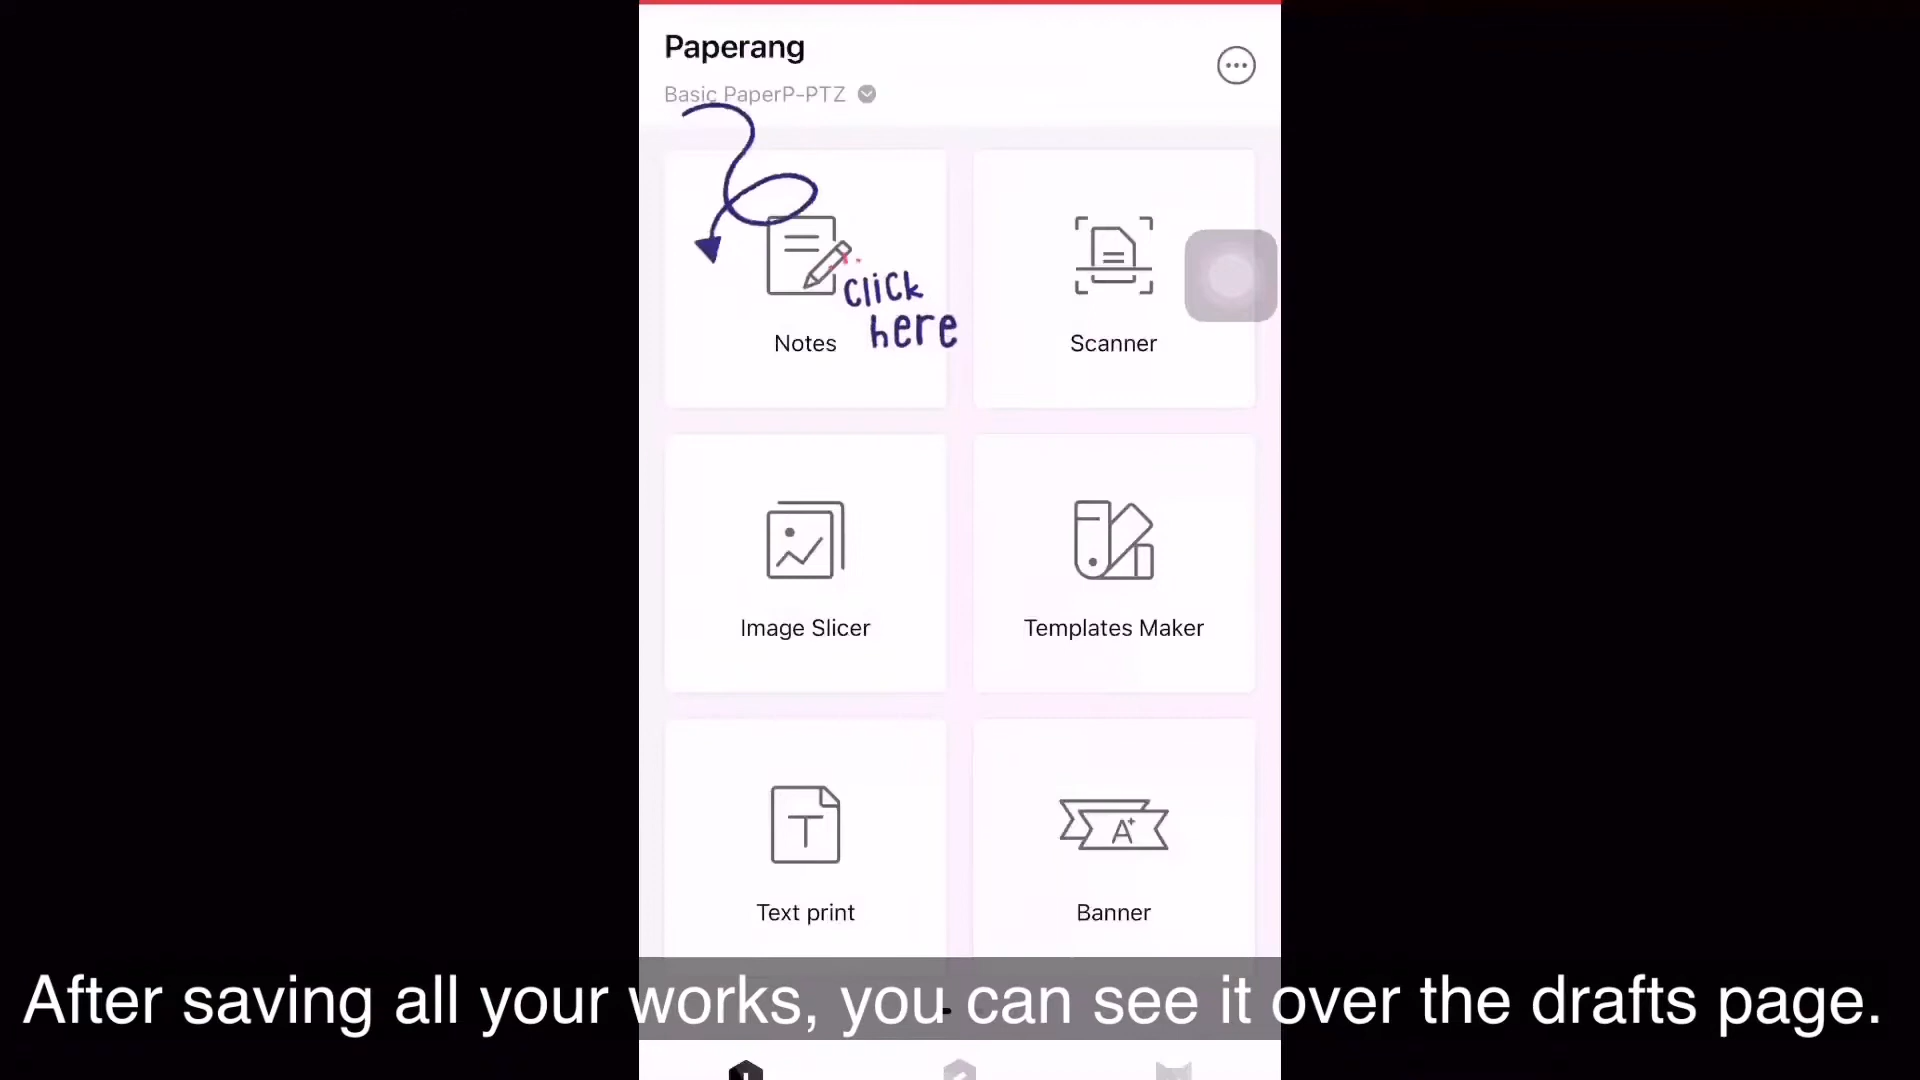 Paperang
Basic PaperP-PTZ
click
here
Notes
Scanner
Image Slicer
Templates Maker
T
A+
Text print
Banner
After saving all your works, you can see it over the drafts page.